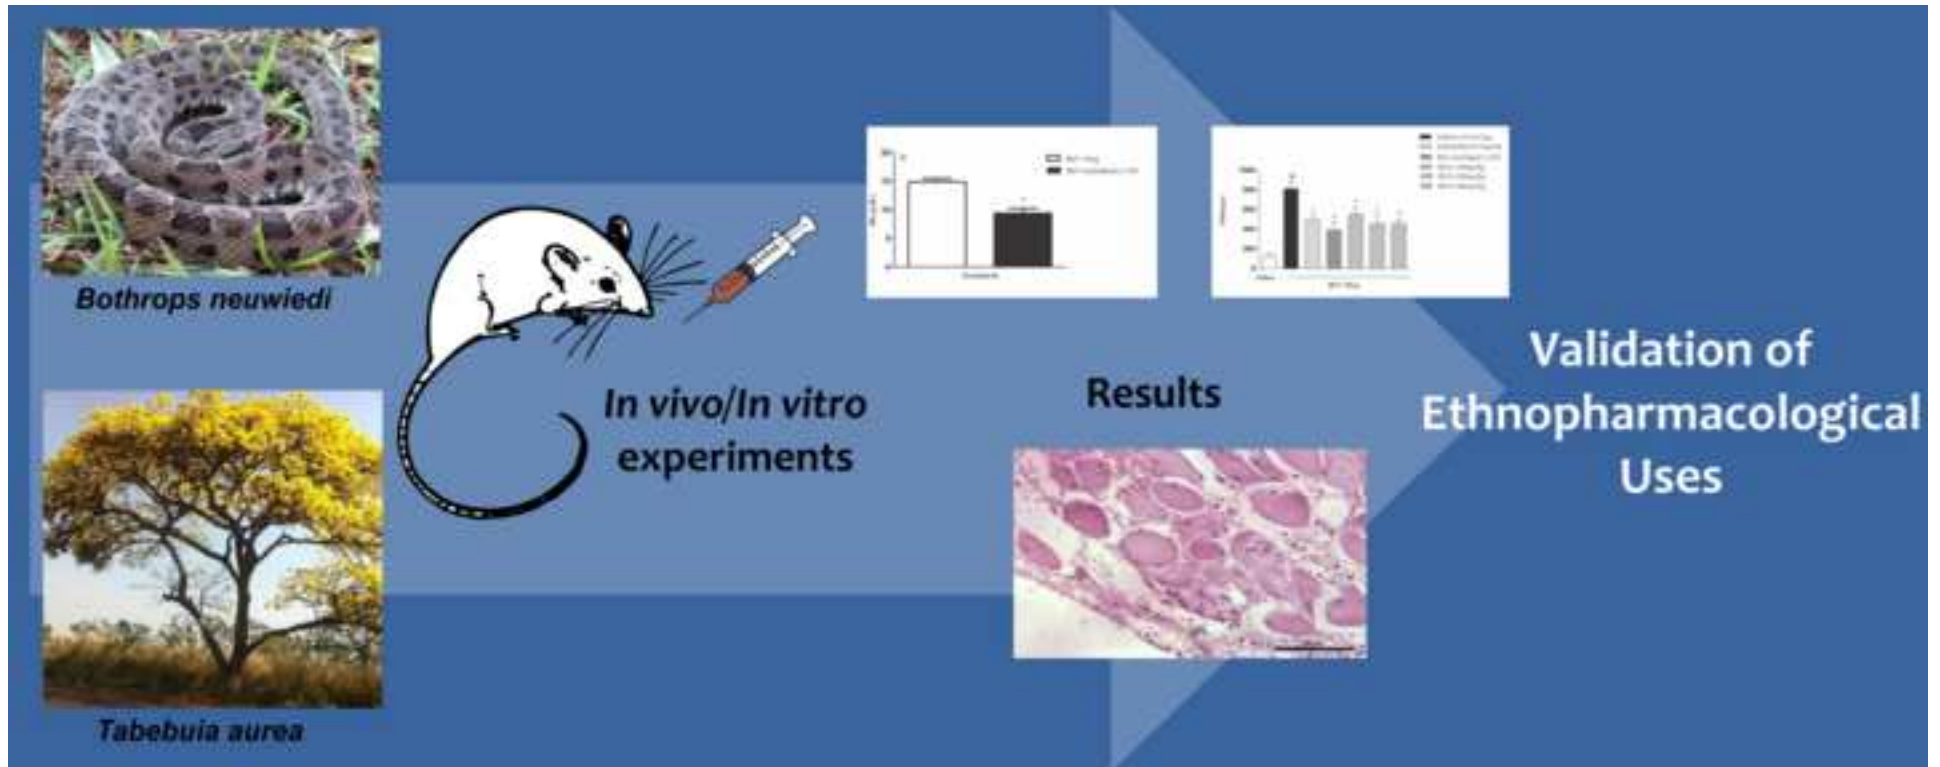 Bothrops neuwiedi
Tabebuia aurea
In vivo/In vitro
experiments
Results
Validation of
Ethnopharmacological
Uses